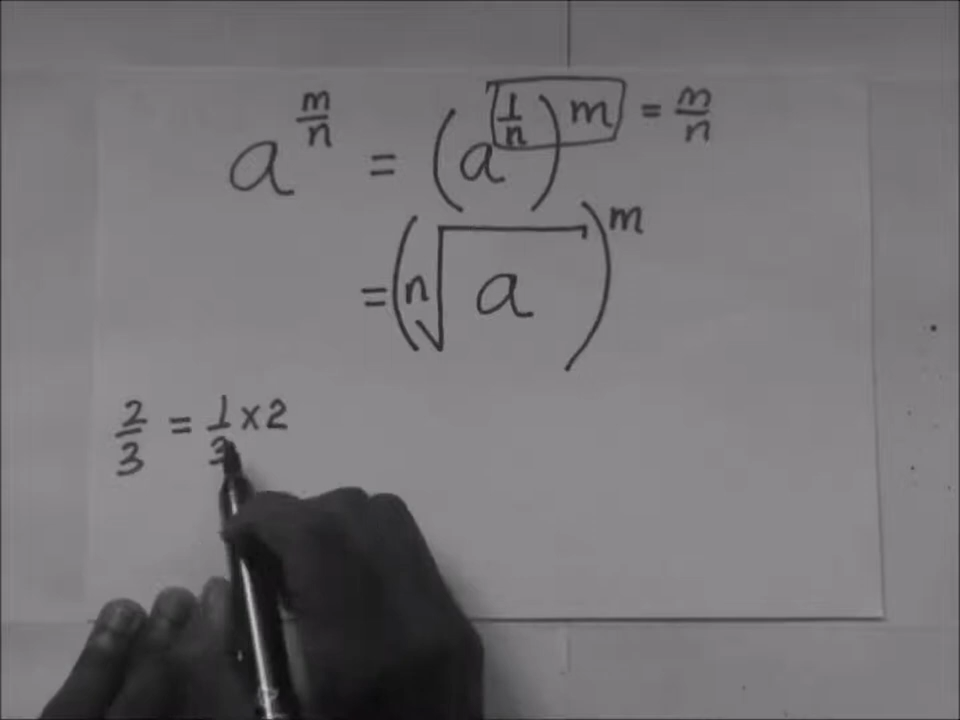 a^(m/n) = (a^(1/n))^m = m/n
= (ⁿ√a)^m
2/3 = 1/3 × 2